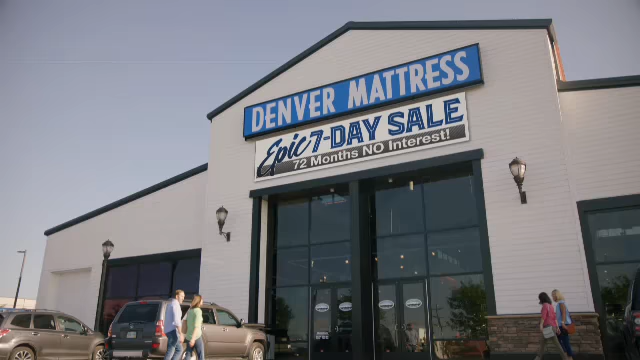 DENVER MATTRESS
Epic 7-DAY SALE
72 Months NO Interest!